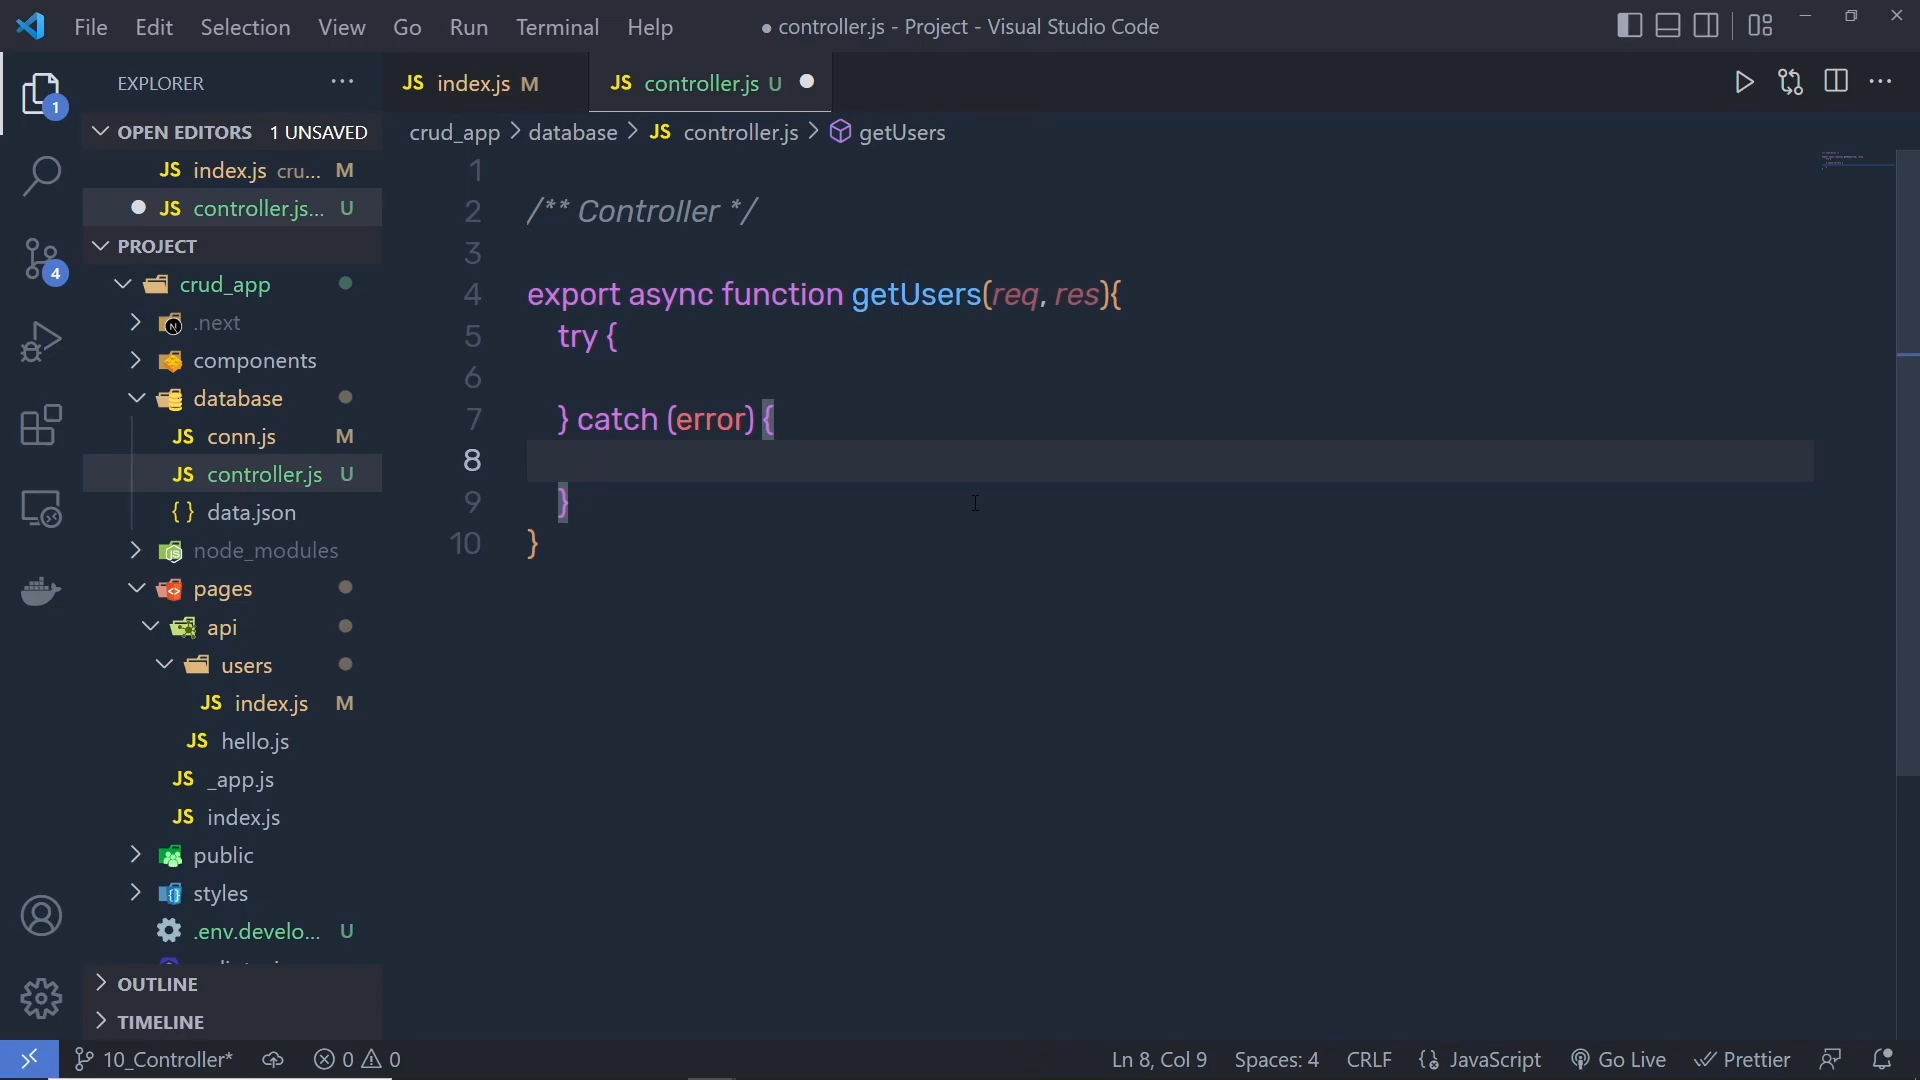 File Edit Selection View Go Run Terminal Help
● controller.js - Project - Visual Studio Code
EXPLORER ...
JS index.js M
JS controller.js U ●
1
OPEN EDITORS 1 UNSAVED
JS index.js cru... M
● JS controller.js... U
PROJECT
crud_app
.next
components
database
JS conn.js M
JS controller.js U
{ } data.json
node_modules
pages
api
users
JS index.js M
JS hello.js
JS _app.js
JS index.js
public
styles
.env.develo... U
OUTLINE
TIMELINE
4
crud_app > database > JS controller.js > getUsers
1
2 /** Controller */
3
4 export async function getUsers(req, res){
5 try {
6
7 } catch (error) {
8
9 }
10 }
10_Controller* 0 0 Ln 8, Col 9 Spaces: 4 CRLF JavaScript Go Live Prettier